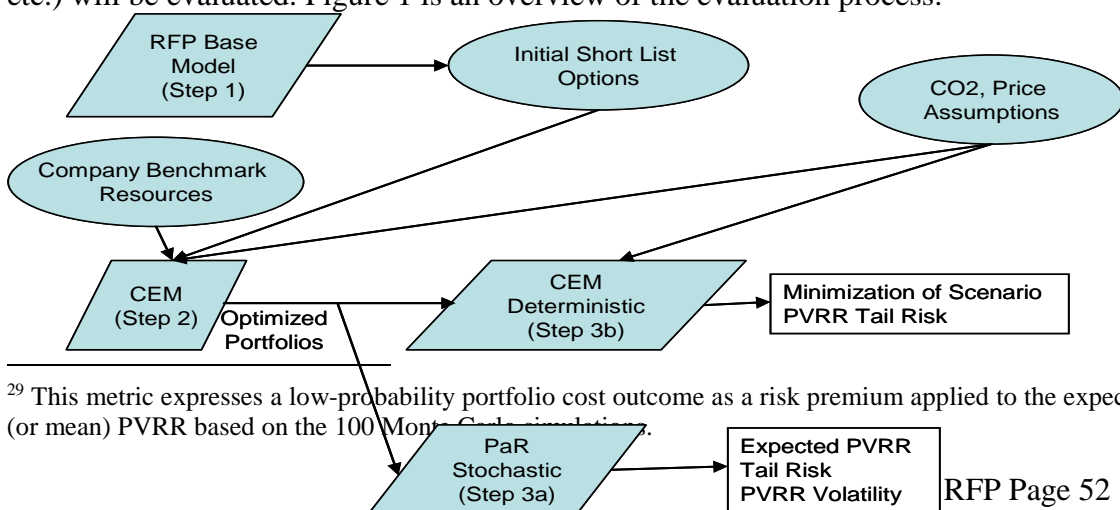 etc.) will be evaluated. Figure 1 is an overview of the evaluation process.
RFP Base
Model
(Step 1)
Initial Short List
Options
CO2, Price
Assumptions
Company Benchmark
Resources
CEM
(Step 2)
Optimized
Portfolios
CEM
Deterministic
(Step 3b)
Minimization of Scenario
PVRR Tail Risk
29 This metric expresses a low-probability portfolio cost outcome as a risk premium applied to the expec
(or mean) PVRR based on the 100 Monte Carlo simulations.
PaR
Stochastic
(Step 3a)
Expected PVRR
Tail Risk
PVRR Volatility
RFP Page 52